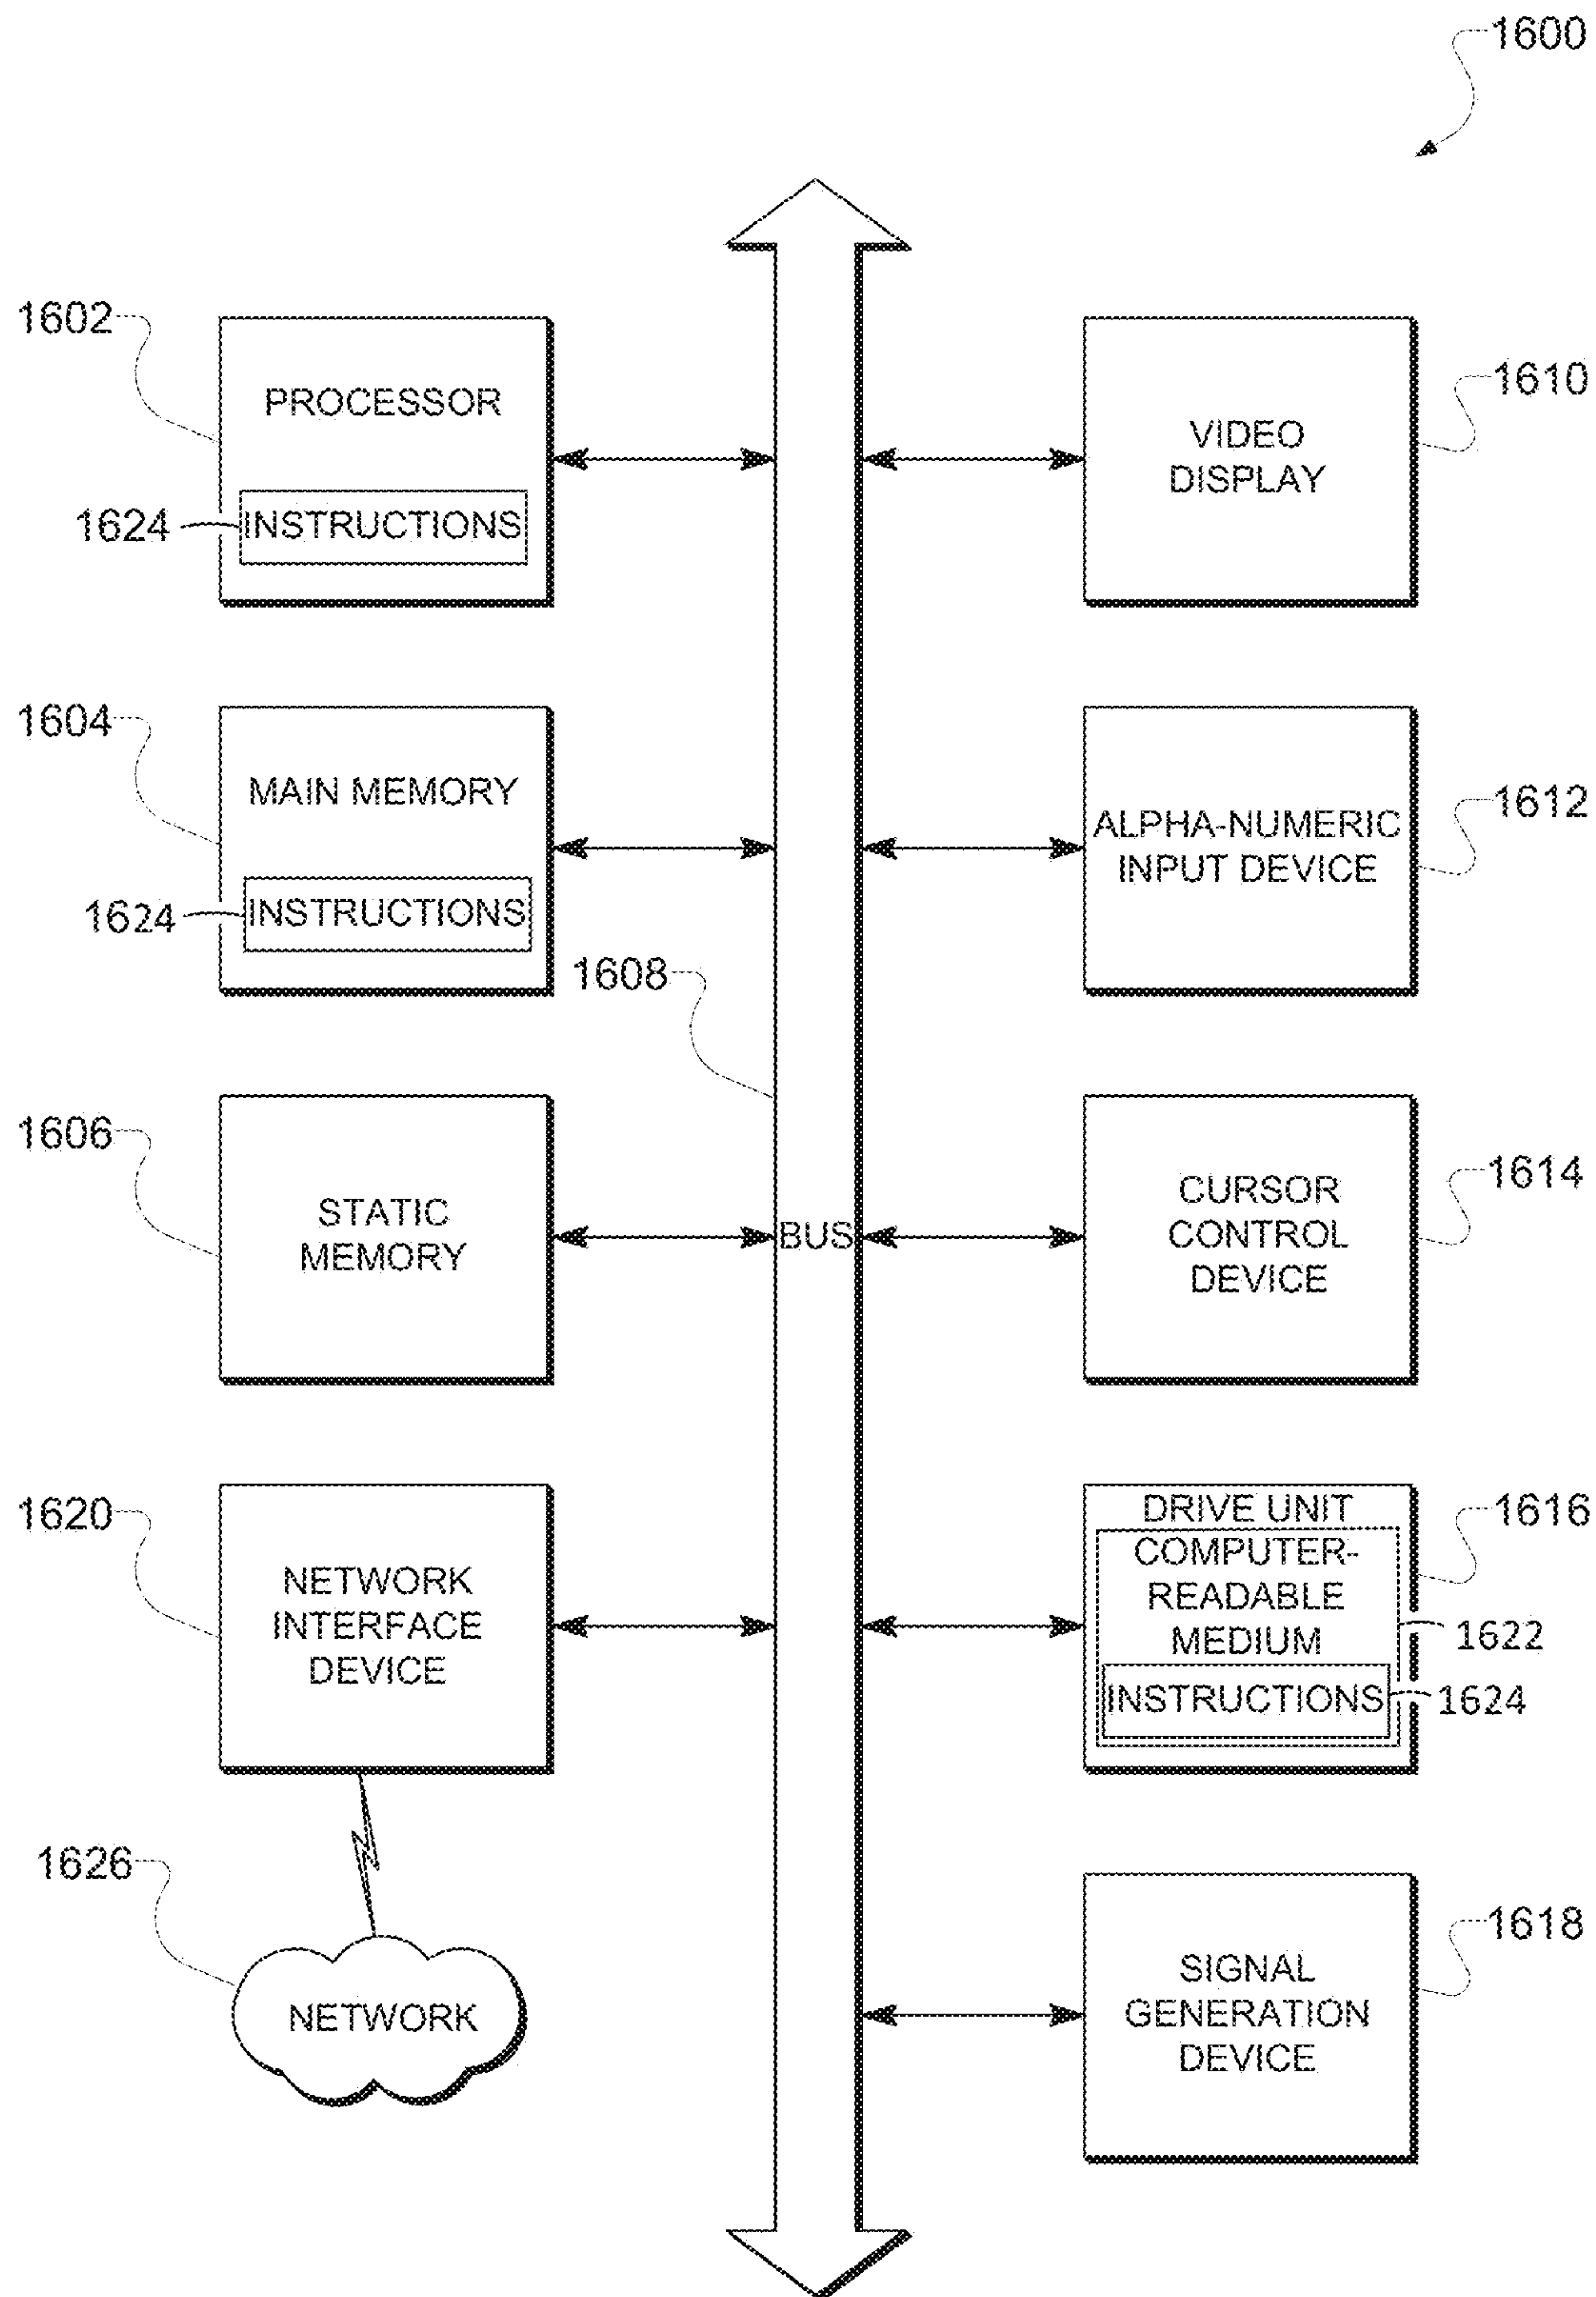 1600
1602
PROCESSOR
1624
INSTRUCTIONS
1610
VIDEO
DISPLAY
1604
MAIN MEMORY
1624
INSTRUCTIONS
1612
ALPHA-NUMERIC
INPUT DEVICE
1608
1606
STATIC
MEMORY
BUS
1614
CURSOR
CONTROL
DEVICE
1620
NETWORK
INTERFACE
DEVICE
1616
DRIVE UNIT
COMPUTER-
READABLE
MEDIUM
1622
INSTRUCTIONS
1624
1626
NETWORK
1618
SIGNAL
GENERATION
DEVICE